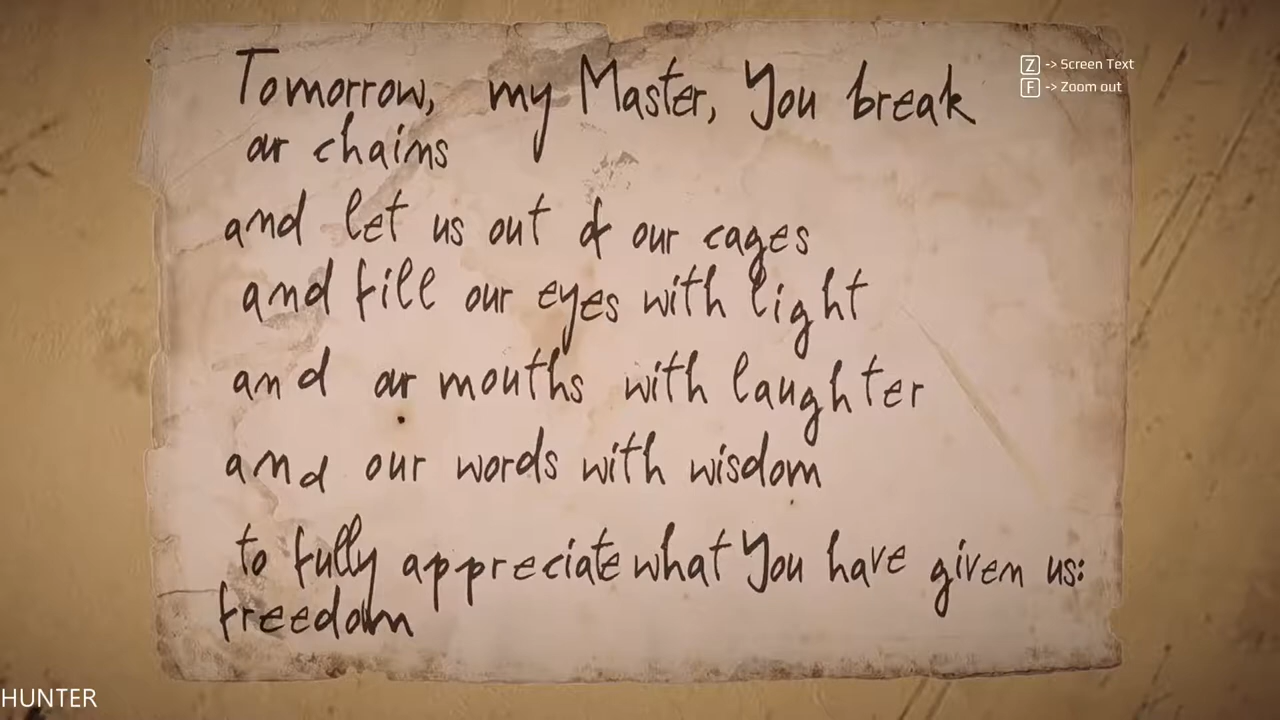 Tomorrow, my Master, You break
our chains
and let us out of our cages
and fill our eyes with light
and our mouths with laughter
and our words with wisdom
to fully appreciate what You have given us:
freedom
Z -> Screen Text
F -> Zoom out
HUNTER